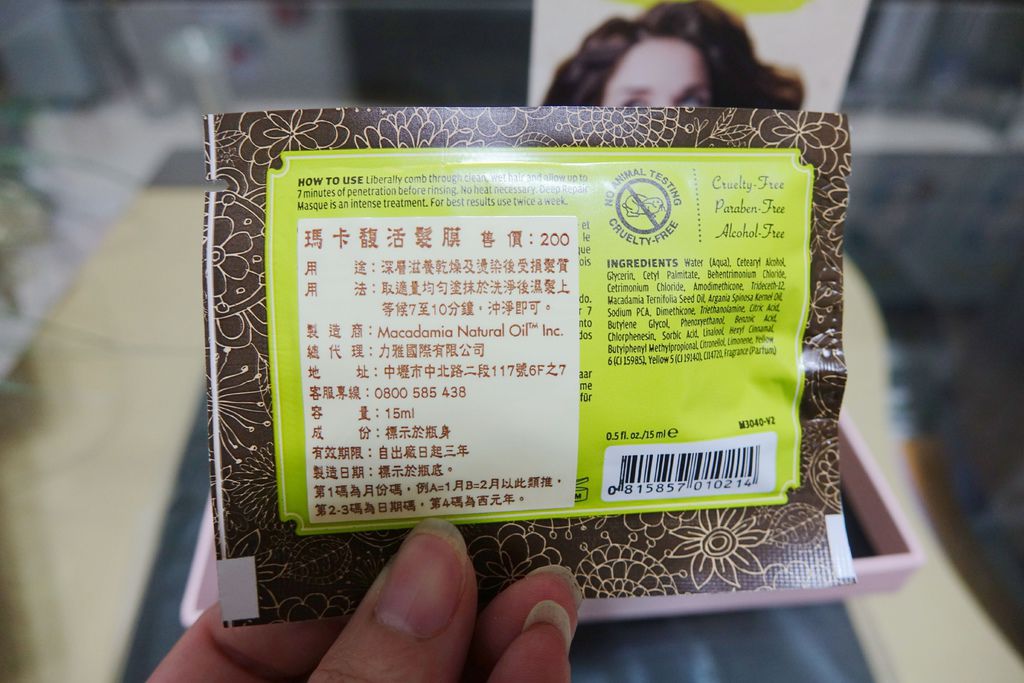 HOW TO USE Liberally comb through clean, wet hair and allow up to
7 minutes of penetration before rinsing. No heat necessary. Deep Repair
Masque is an intense treatment. For best results use twice a week.
瑪卡馥活髮膜 售價：200
用 途：深層滋養乾燥及燙染後受損髮質
用 法：取適量均勻塗抹於洗淨後濕髮上
等候7至10分鐘，沖淨即可。
製造商：Macadamia Natural Oil™ Inc.
總代理：力雅國際有限公司
地 址：中壢市中北路二段117號6F之7
客服專線：0800 585 438
容 量：15ml
成 份：標示於瓶身
有效期限：自出廠日起三年
製造日期：標示於瓶底。
第1碼為月份碼，例A=1月B=2月以此類推，
第2-3碼為日期碼，第4碼為西元年。
NO ANIMAL TESTING
CRUELTY-FREE
Cruelty-Free
Paraben-Free
Alcohol-Free
INGREDIENTS Water (Aqua), Cetearyl Alcohol,
Glycerin, Cetyl Palmitate, Behentrimonium Chloride,
Cetrimonium Chloride, Amodimethicone, Trideceth-12,
Macadamia Ternifolia Seed Oil, Argania Spinosa Kernel Oil,
Sodium PCA, Dimethicone, Triethanolamine, Citric Acid,
Butylene Glycol, Phenoxyethanol, Benzoic Acid,
Chlorphenesin, Sorbic Acid, Linalool, Hexyl Cinnamal,
Butylphenyl Methylpropional, Citronellol, Limonene, Yellow
6 (CI 15985), Yellow 5 (CI 19140), CI14720, Fragrance (Parfum)
M3040-V2
0.5 fl. oz./15 ml e
0 815857 010214